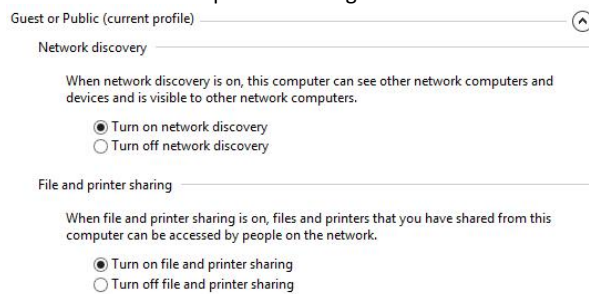 Guest or Public (current profile)
Network discovery
When network discovery is on, this computer can see other network computers and
devices and is visible to other network computers.
Turn on network discovery
Turn off network discovery
File and printer sharing
When file and printer sharing is on, files and printers that you have shared from this
computer can be accessed by people on the network.
Turn on file and printer sharing
Turn off file and printer sharing